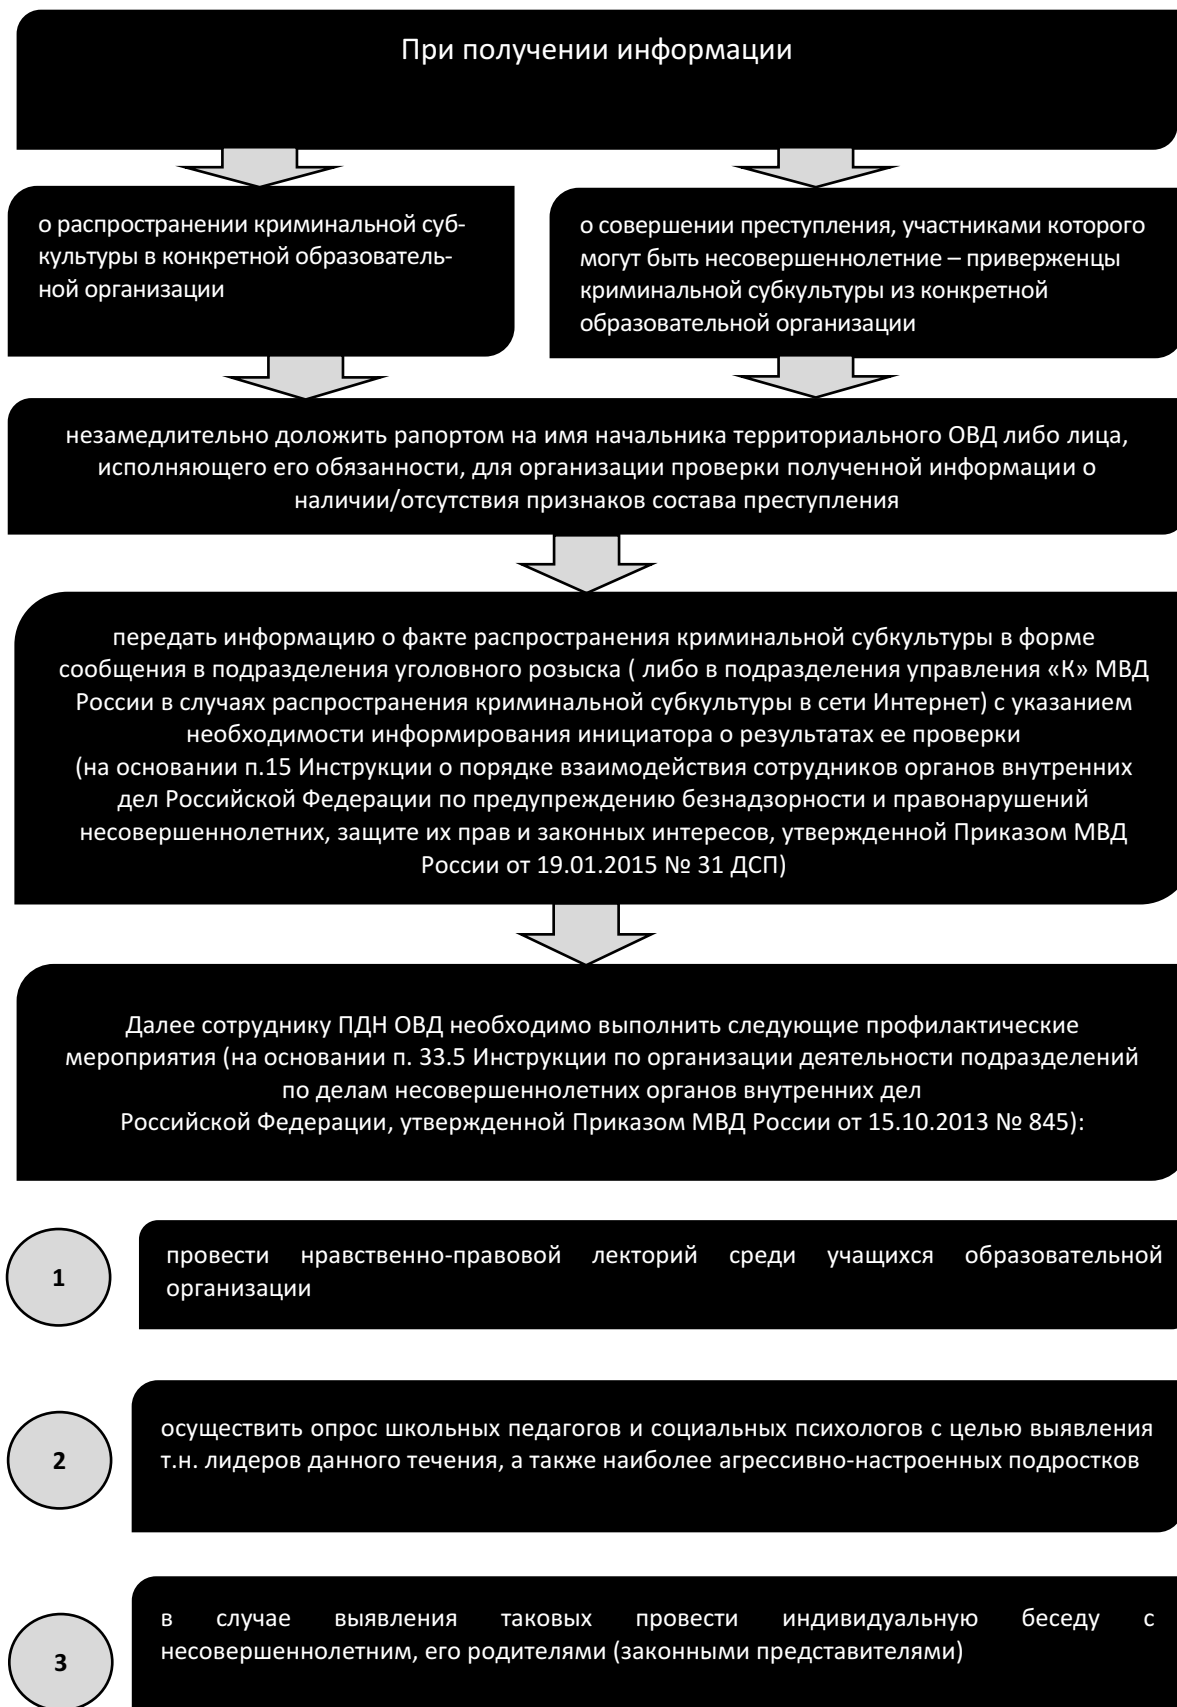 При получении информации
о распространении криминальной суб-
культуры в конкретной образователь-
ной организации
о совершении преступления, участниками которого
могут быть несовершеннолетние – приверженцы
криминальной субкультуры из конкретной
образовательной организации
незамедлительно доложить рапортом на имя начальника территориального ОВД либо лица,
исполняющего его обязанности, для организации проверки полученной информации о
наличии/отсутствия признаков состава преступления
передать информацию о факте распространения криминальной субкультуры в форме
сообщения в подразделения уголовного розыска ( либо в подразделения управления «К» МВД
России в случаях распространения криминальной субкультуры в сети Интернет) с указанием
необходимости информирования инициатора о результатах ее проверки
(на основании п.15 Инструкции о порядке взаимодействия сотрудников органов внутренних
дел Российской Федерации по предупреждению безнадзорности и правонарушений
несовершеннолетних, защите их прав и законных интересов, утвержденной Приказом МВД
России от 19.01.2015 № 31 ДСП)
Далее сотруднику ПДН ОВД необходимо выполнить следующие профилактические
мероприятия (на основании п. 33.5 Инструкции по организации деятельности подразделений
по делам несовершеннолетних органов внутренних дел
Российской Федерации, утвержденной Приказом МВД России от 15.10.2013 № 845):
1
провести нравственно-правовой лекторий среди учащихся образовательной
организации
2
осуществить опрос школьных педагогов и социальных психологов с целью выявления
т.н. лидеров данного течения, а также наиболее агрессивно-настроенных подростков
3
в случае выявления таковых провести индивидуальную беседу с
несовершеннолетним, его родителями (законными представителями)